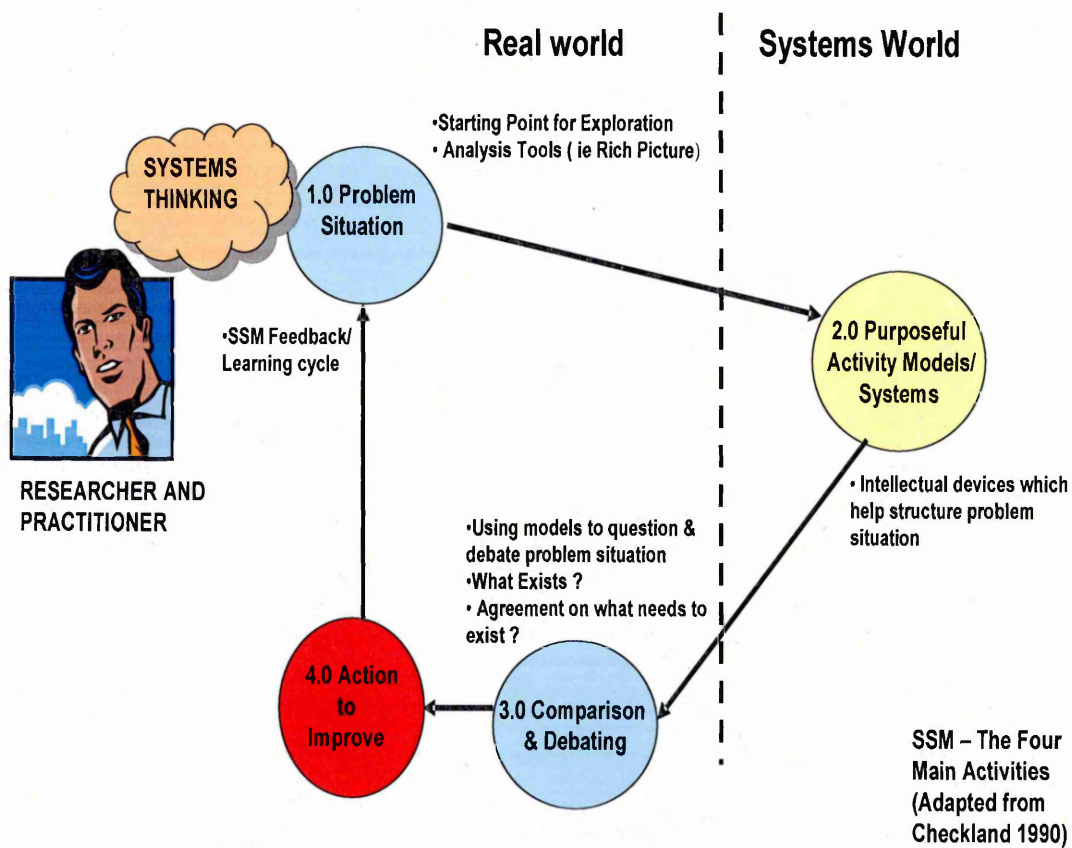 Real world
Systems World
•Starting Point for Exploration
• Analysis Tools ( ie Rich Picture)
SYSTEMS
THINKING
1.0 Problem
Situation
•SSM Feedback/
Learning cycle
2.0 Purposeful
Activity Models/
Systems
RESEARCHER AND
PRACTITIONER
• Intellectual devices which
help structure problem
situation
•Using models to question &
debate problem situation
•What Exists ?
• Agreement on what needs to
exist ?
4.0 Action
to
Improve
3.0 Comparison
& Debating
SSM – The Four
Main Activities
(Adapted from
Checkland 1990)